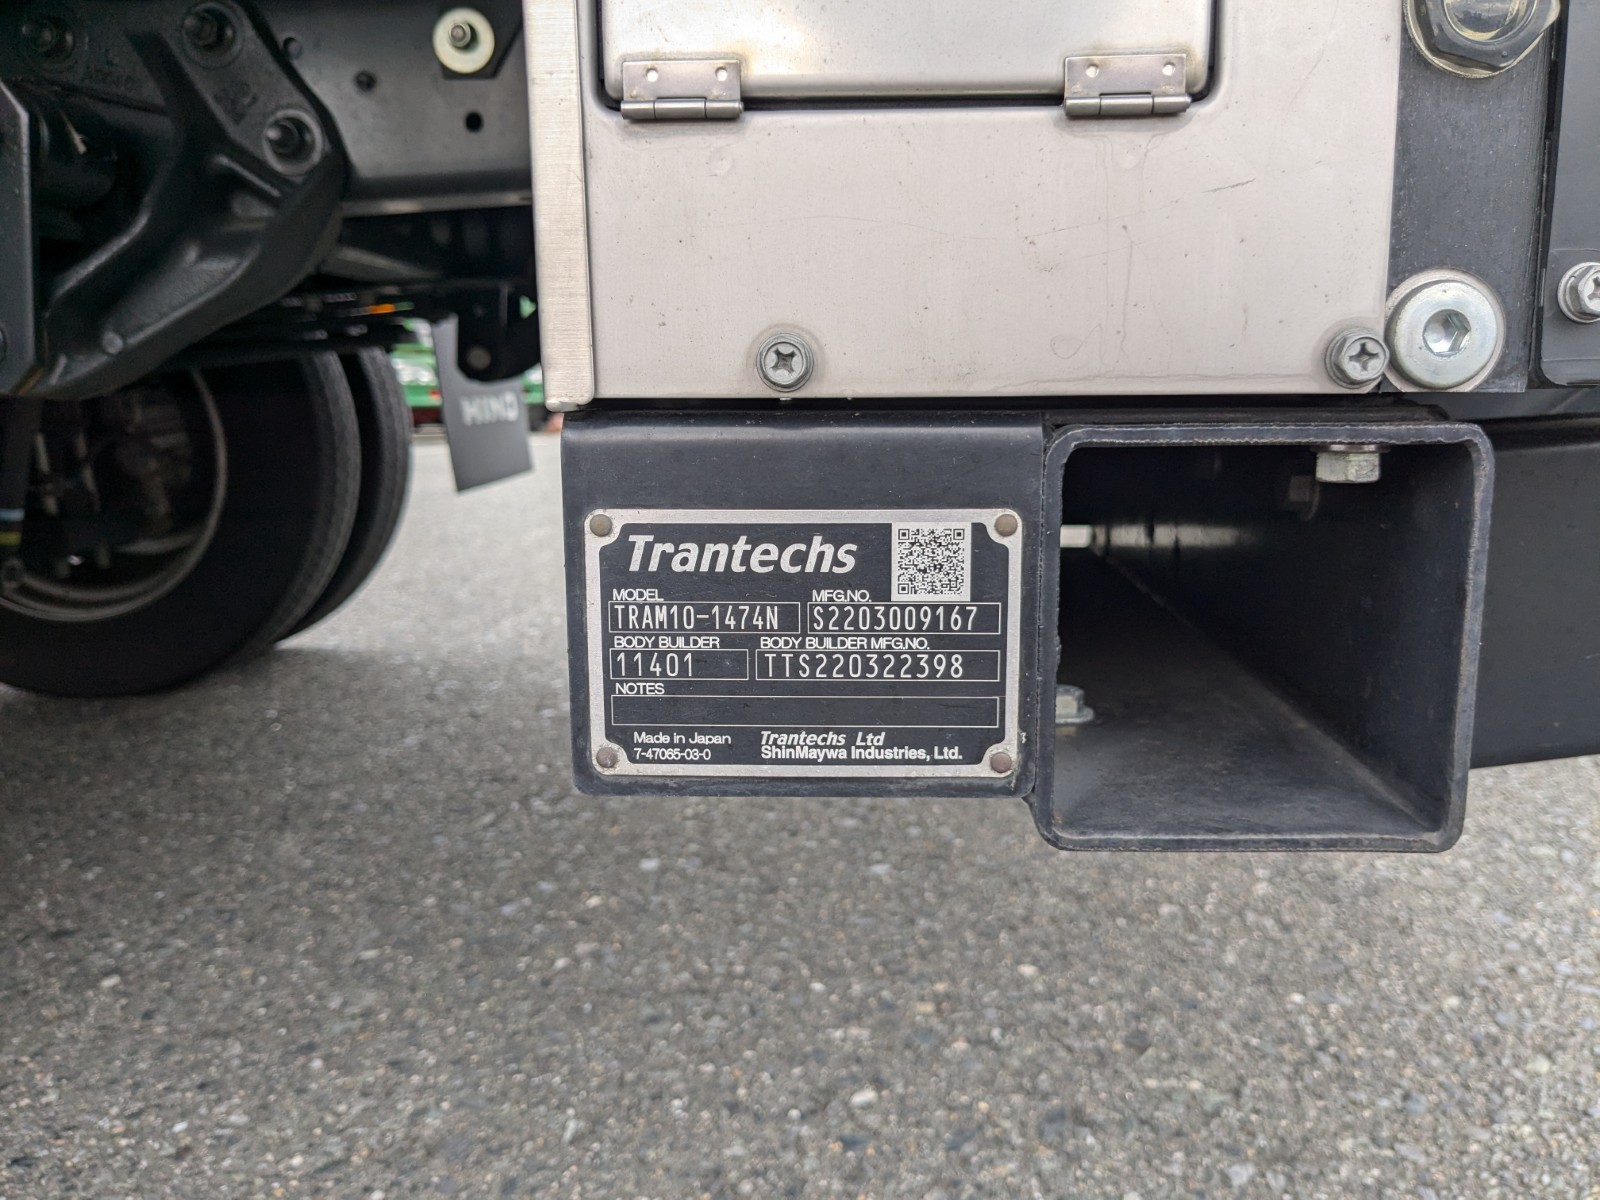 HINO
Trantechs
MODEL MFG.NO.
TRAM10-1474N S2203009167
BODY BUILDER BODY BUILDER MFG.NO.
11401 TTS220322398
NOTES
Made in Japan Trantechs Ltd
7-47065-03-0 ShinMaywa Industries, Ltd.